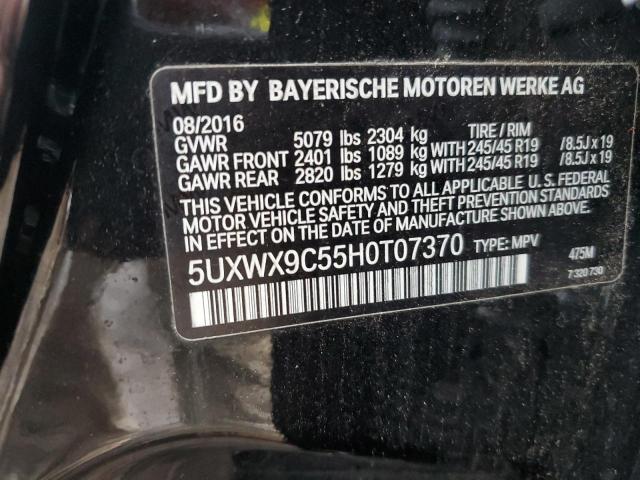 MFD BY BAYERISCHE MOTOREN WERKE AG
08/2016 TIRE / RIM
GVWR 5079 lbs 2304 kg
GAWR FRONT 2401 lbs 1089 kg WITH 245/45 R19 /8.5J x 19
GAWR REAR 2820 lbs 1279 kg WITH 245/45 R19 /8.5J x 19
THIS VEHICLE CONFORMS TO ALL APPLICABLE U.S. FEDERAL
MOTOR VEHICLE SAFETY AND THEFT PREVENTION STANDARDS
IN EFFECT ON THE DATE OF MANUFACTURE SHOWN ABOVE.
5UXWX9C55H0T07370 TYPE: MPV 475M
7 320 730